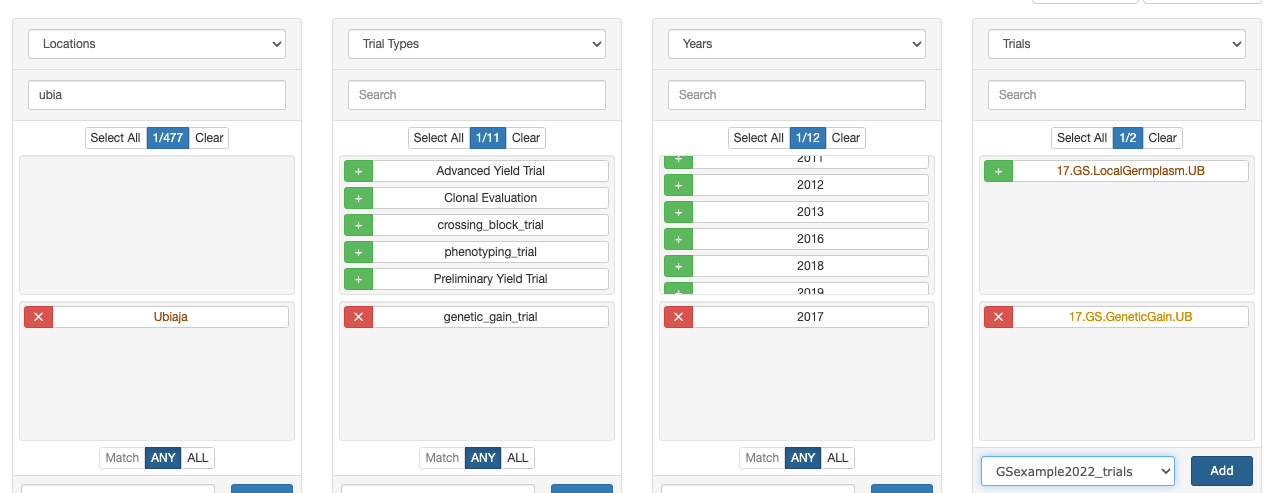 Locations
ubia
Select All 1/477 Clear
× Ubiaja
Match ANY ALL
Trial Types
Search
Select All 1/11 Clear
+ Advanced Yield Trial
+ Clonal Evaluation
+ crossing_block_trial
+ phenotyping_trial
+ Preliminary Yield Trial
× genetic_gain_trial
Match ANY ALL
Years
Search
Select All 1/12 Clear
+ 2011
+ 2012
+ 2013
+ 2016
+ 2018
+ 2019
× 2017
Match ANY ALL
Trials
Search
Select All 1/2 Clear
+ 17.GS.LocalGermplasm.UB
× 17.GS.GeneticGain.UB
GSexample2022_trials Add